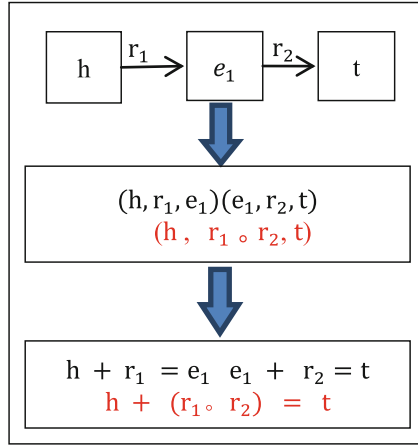 h r₁ e₁ r₂ t
(h, r₁, e₁)(e₁, r₂, t)
(h, r₁ ∘ r₂, t)
h + r₁ = e₁ e₁ + r₂ = t
h + (r₁∘ r₂) = t